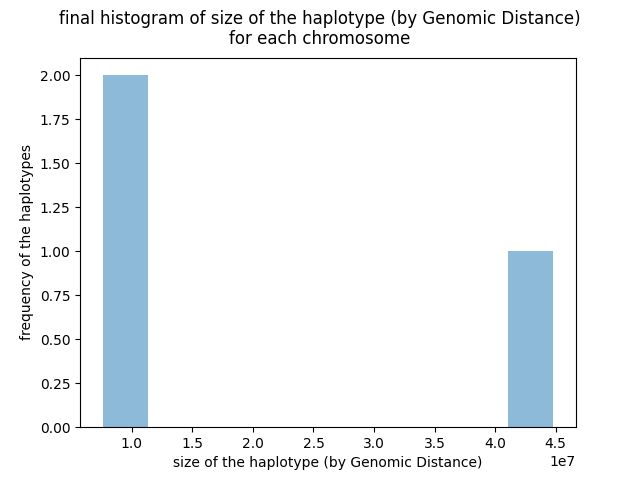 final histogram of size of the haplotype (by Genomic Distance)
for each chromosome
2.00
1.75
1.50
1.25
1.00
0.75
0.50
0.25
0.00
frequency of the haplotypes
1.0 1.5 2.0 2.5 3.0 3.5 4.0 4.5
1e7
size of the haplotype (by Genomic Distance)